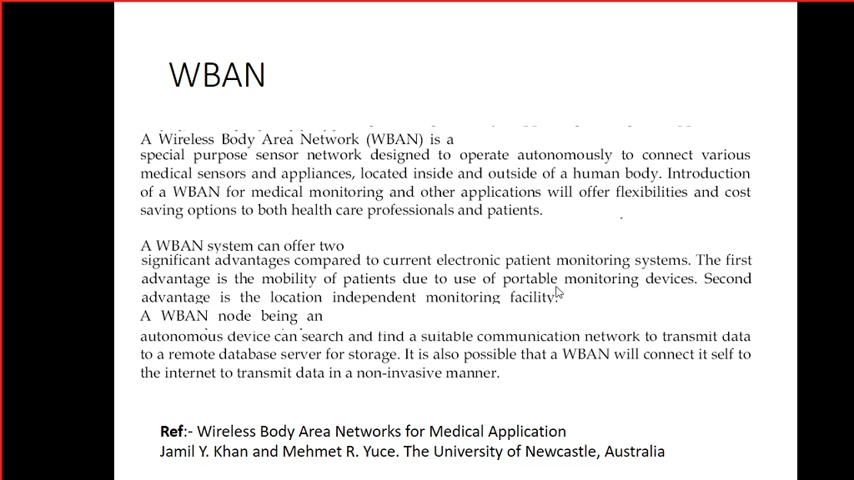 WBAN
A Wireless Body Area Network (WBAN) is a
special purpose sensor network designed to operate autonomously to connect various
medical sensors and appliances, located inside and outside of a human body. Introduction
of a WBAN for medical monitoring and other applications will offer flexibilities and cost
saving options to both health care professionals and patients.
A WBAN system can offer two
significant advantages compared to current electronic patient monitoring systems. The first
advantage is the mobility of patients due to use of portable monitoring devices. Second
advantage is the location independent monitoring facility.
A WBAN node being an
autonomous device can search and find a suitable communication network to transmit data
to a remote database server for storage. It is also possible that a WBAN will connect it self to
the internet to transmit data in a non-invasive manner.
Ref:- Wireless Body Area Networks for Medical Application
Jamil Y. Khan and Mehmet R. Yuce. The University of Newcastle, Australia